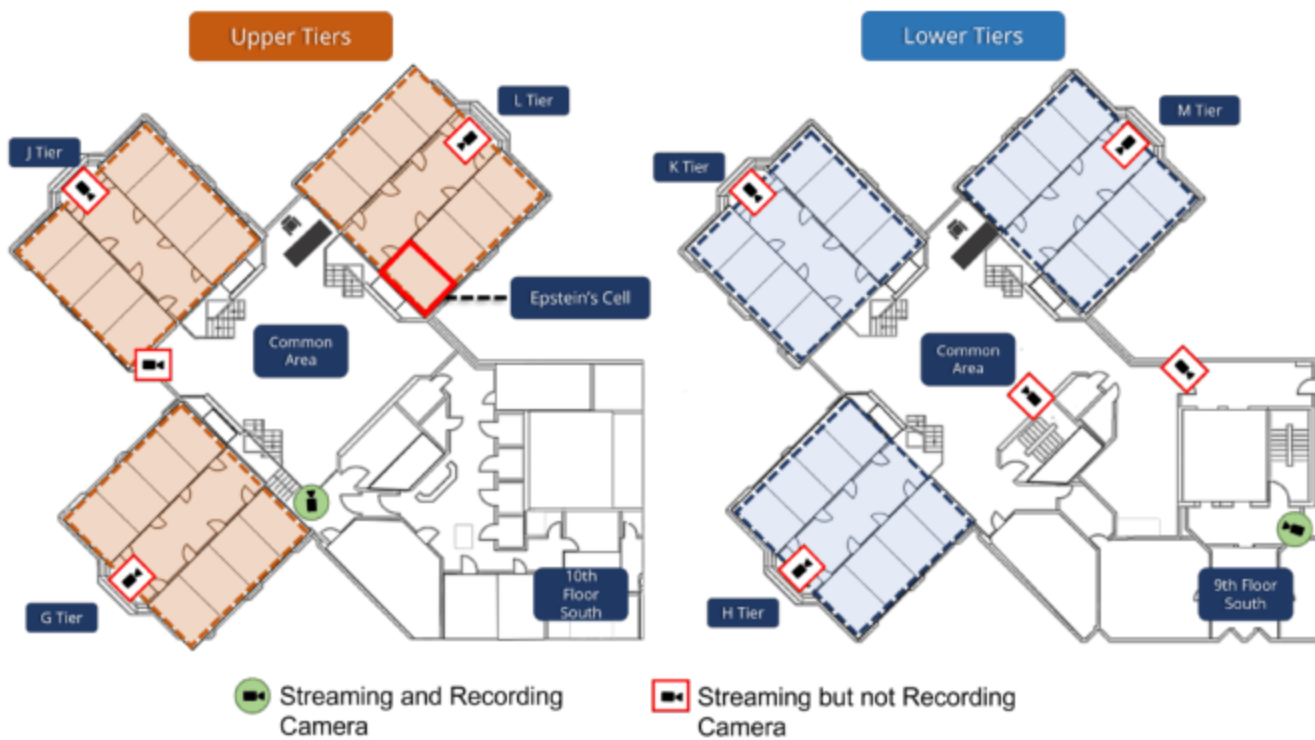 Upper Tiers
Lower Tiers
L Tier
M Tier
J Tier
K Tier
Epstein's Cell
Common
Area
Common
Area
10th
Floor
South
9th Floor
South
G Tier
H Tier
Streaming and Recording
Camera
Streaming but not Recording
Camera